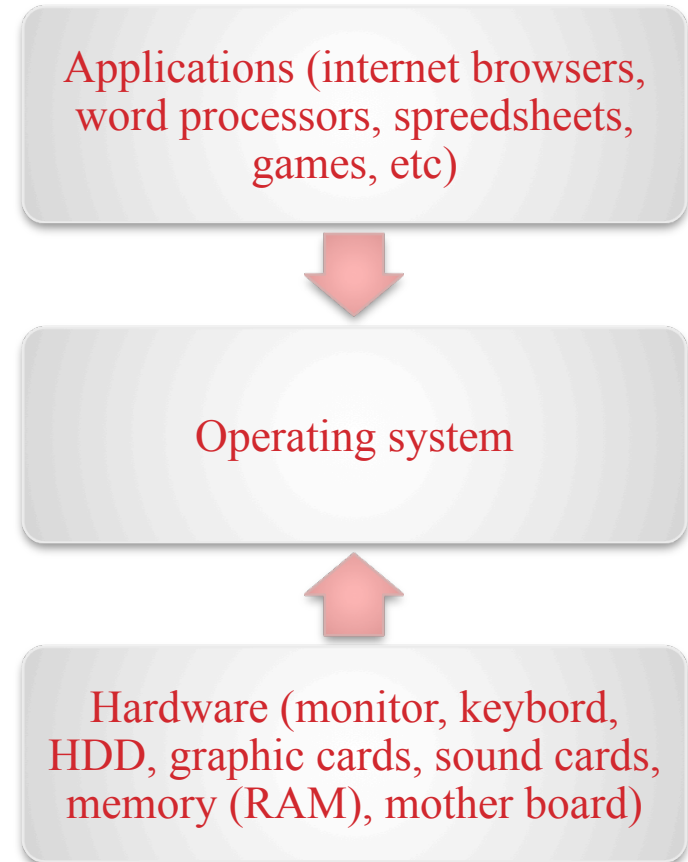 Applications (internet browsers,
word processors, spreedsheets,
games, etc)
Operating system
Hardware (monitor, keybord,
HDD, graphic cards, sound cards,
memory (RAM), mother board)